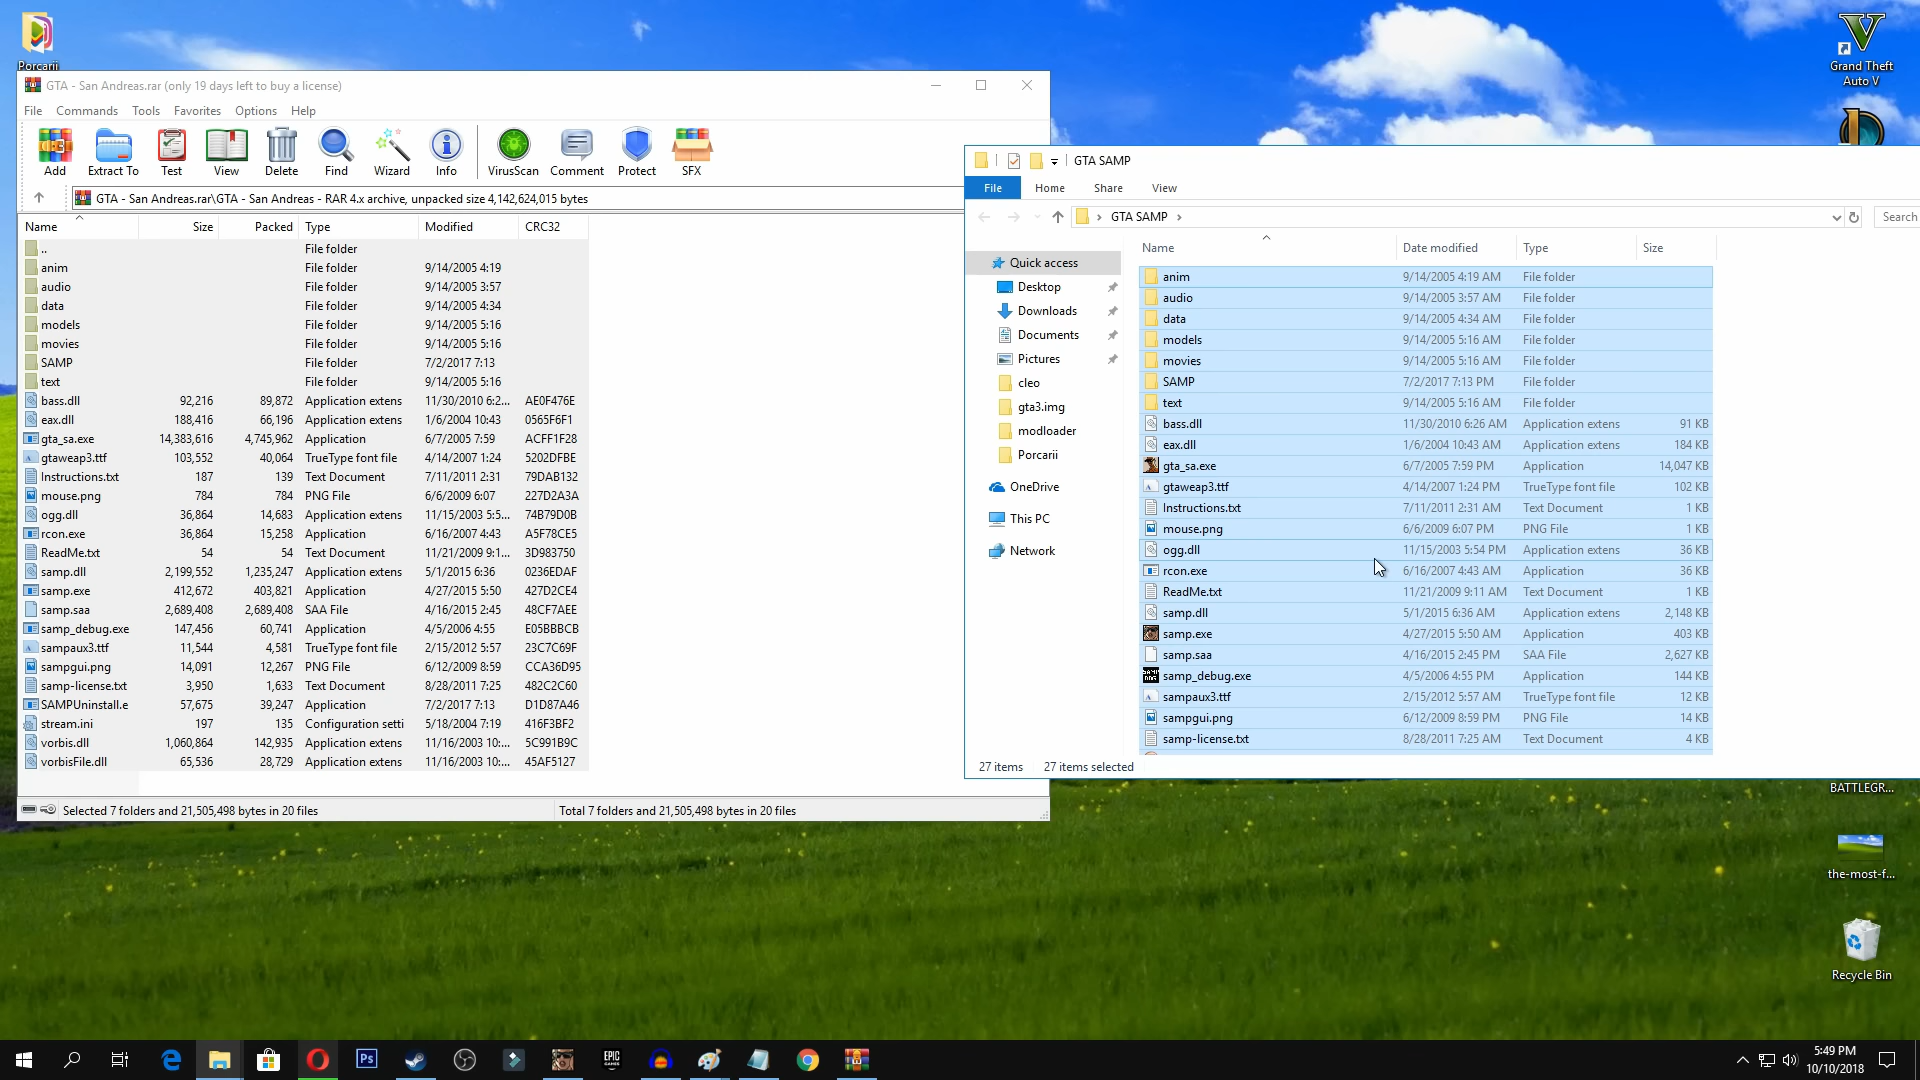 Porcarii
GTA - San Andreas.rar (only 19 days left to buy a license)
File Commands Tools Favorites Options Help
Add Extract To Test View Delete Find Wizard Info VirusScan Comment Protect SFX
GTA - San Andreas.rar\GTA - San Andreas - RAR 4.x archive, unpacked size 4,142,624,015 bytes
Name Size Packed Type Modified CRC32
.. File folder
anim File folder 9/14/2005 4:19
audio File folder 9/14/2005 3:57
data File folder 9/14/2005 4:34
models File folder 9/14/2005 5:16
movies File folder 9/14/2005 5:16
SAMP File folder 7/2/2017 7:13
text File folder 9/14/2005 5:16
bass.dll 92,216 89,872 Application extens 11/30/2010 6:2... AE0F476E
eax.dll 188,416 66,196 Application extens 1/6/2004 10:43 0565F6F1
gta_sa.exe 14,383,616 4,745,962 Application 6/7/2005 7:59 ACFF1F28
gtaweap3.ttf 103,552 40,064 TrueType font file 4/14/2007 1:24 5202DFBE
Instructions.txt 187 139 Text Document 7/11/2011 2:31 79DAB132
mouse.png 784 784 PNG File 6/6/2009 6:07 227D2A3A
ogg.dll 36,864 14,683 Application extens 11/15/2003 5:5... 74B79D0B
rcon.exe 36,864 15,258 Application 6/16/2007 4:43 A5F78CE5
ReadMe.txt 54 54 Text Document 11/21/2009 9:1... 3D983750
samp.dll 2,199,552 1,235,247 Application extens 5/1/2015 6:36 0236EDAF
samp.exe 412,672 403,821 Application 4/27/2015 5:50 427D2CE4
samp.saa 2,689,408 2,689,408 SAA File 4/16/2015 2:45 48CF7AEE
samp_debug.exe 147,456 60,741 Application 4/5/2006 4:55 E05BBBCB
sampaux3.ttf 11,544 4,581 TrueType font file 2/15/2012 5:57 23C7C69F
sampgui.png 14,091 12,267 PNG File 6/12/2009 8:59 CCA36D95
samp-license.txt 3,950 1,633 Text Document 8/28/2011 7:25 482C2C60
SAMPUninstall.e 57,675 39,247 Application 7/2/2017 7:13 D1D87A46
stream.ini 197 135 Configuration setti 5/18/2004 7:19 416F3BF2
vorbis.dll 1,060,864 142,935 Application extens 11/16/2003 10:... 5C991B9C
vorbisFile.dll 65,536 28,729 Application extens 11/16/2003 10:... 45AF5127
Selected 7 folders and 21,505,498 bytes in 20 files Total 7 folders and 21,505,498 bytes in 20 files
GTA SAMP
File Home Share View
GTA SAMP
Search
Quick access
Desktop
Downloads
Documents
Pictures
cleo
gta3.img
modloader
Porcarii
OneDrive
This PC
Network
Name Date modified Type Size
anim 9/14/2005 4:19 AM File folder
audio 9/14/2005 3:57 AM File folder
data 9/14/2005 4:34 AM File folder
models 9/14/2005 5:16 AM File folder
movies 9/14/2005 5:16 AM File folder
SAMP 7/2/2017 7:13 PM File folder
text 9/14/2005 5:16 AM File folder
bass.dll 11/30/2010 6:26 AM Application extens 91 KB
eax.dll 1/6/2004 10:43 AM Application extens 184 KB
gta_sa.exe 6/7/2005 7:59 PM Application 14,047 KB
gtaweap3.ttf 4/14/2007 1:24 PM TrueType font file 102 KB
Instructions.txt 7/11/2011 2:31 AM Text Document 1 KB
mouse.png 6/6/2009 6:07 PM PNG File 1 KB
ogg.dll 11/15/2003 5:54 PM Application extens 36 KB
rcon.exe 6/16/2007 4:43 AM Application 36 KB
ReadMe.txt 11/21/2009 9:11 AM Text Document 1 KB
samp.dll 5/1/2015 6:36 AM Application extens 2,148 KB
samp.exe 4/27/2015 5:50 AM Application 403 KB
samp.saa 4/16/2015 2:45 PM SAA File 2,627 KB
samp_debug.exe 4/5/2006 4:55 PM Application 144 KB
sampaux3.ttf 2/15/2012 5:57 AM TrueType font file 12 KB
sampgui.png 6/12/2009 8:59 PM PNG File 14 KB
samp-license.txt 8/28/2011 7:25 AM Text Document 4 KB
27 items 27 items selected
Grand Theft
Auto V
BATTLEGR...
the-most-f...
Recycle Bin
Ps
EPIC
GAMES
5:49 PM
10/10/2018